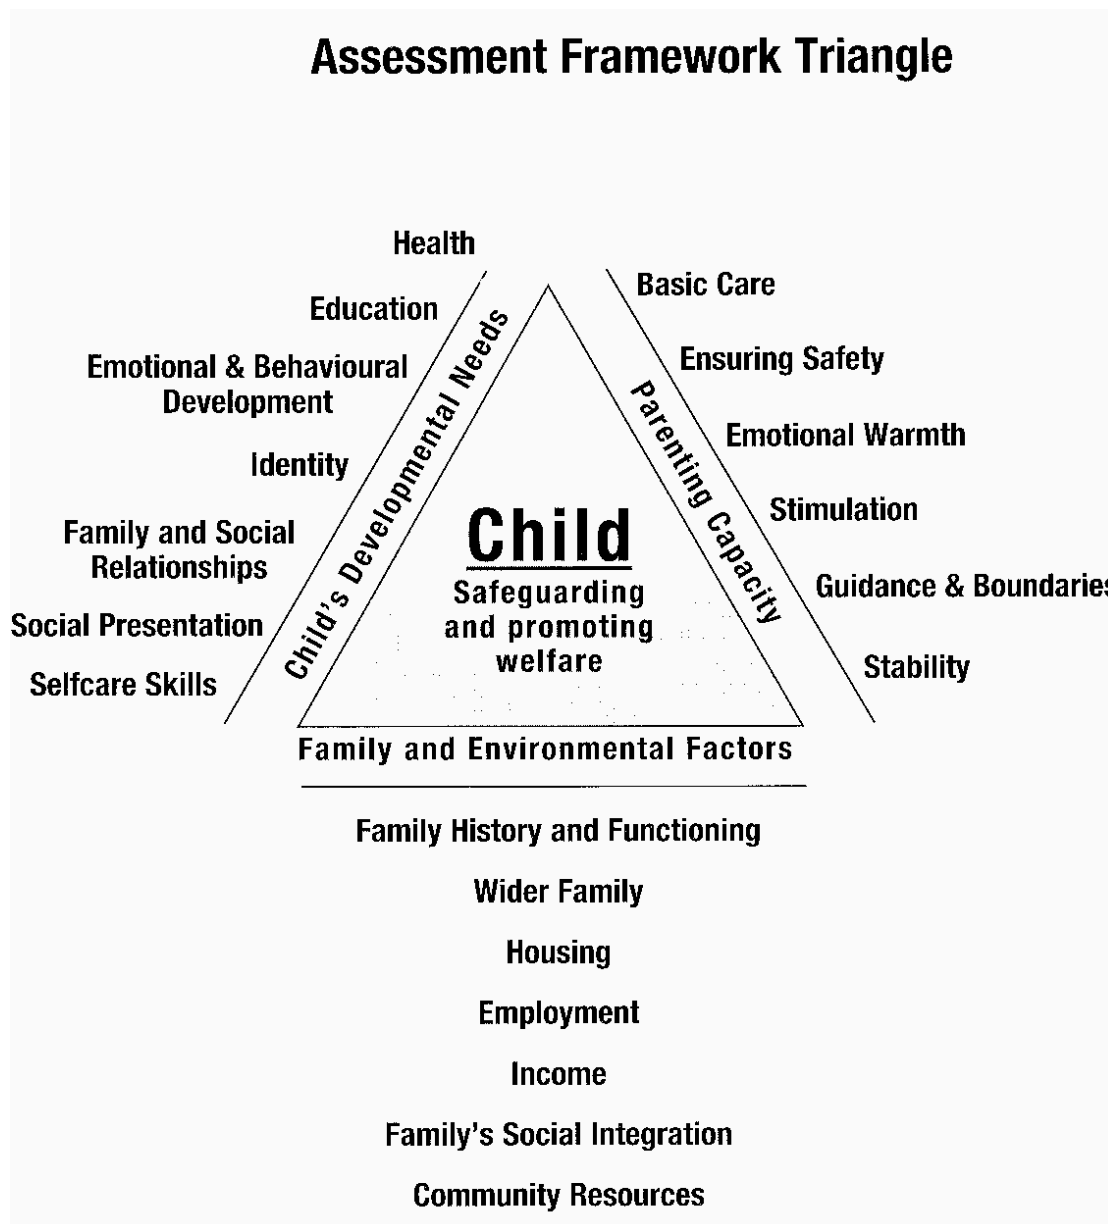 Assessment Framework Triangle
Health
Education
Emotional & Behavioural
Development
Identity
Family and Social
Relationships
Social Presentation
Selfcare Skills
Child's Developmental Needs
Basic Care
Ensuring Safety
Emotional Warmth
Stimulation
Guidance & Boundaries
Stability
Parenting Capacity
Child
Safeguarding
and promoting
welfare
Family and Environmental Factors
Family History and Functioning
Wider Family
Housing
Employment
Income
Family's Social Integration
Community Resources